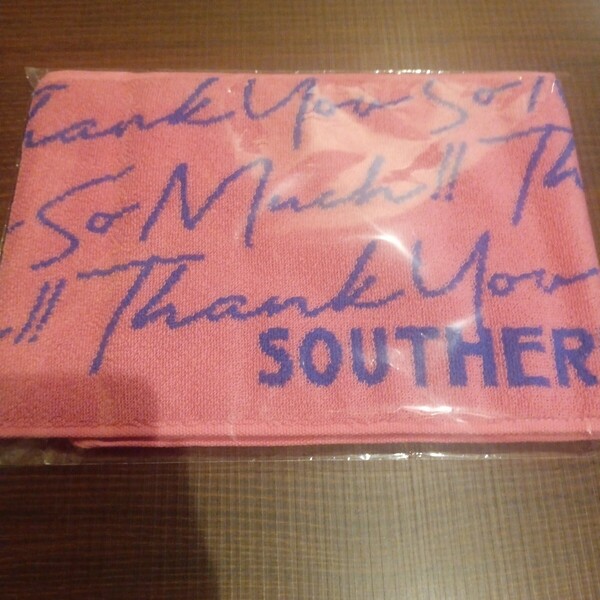 Thank You So M
So Much!! Th
!! Thank You
SOUTHER